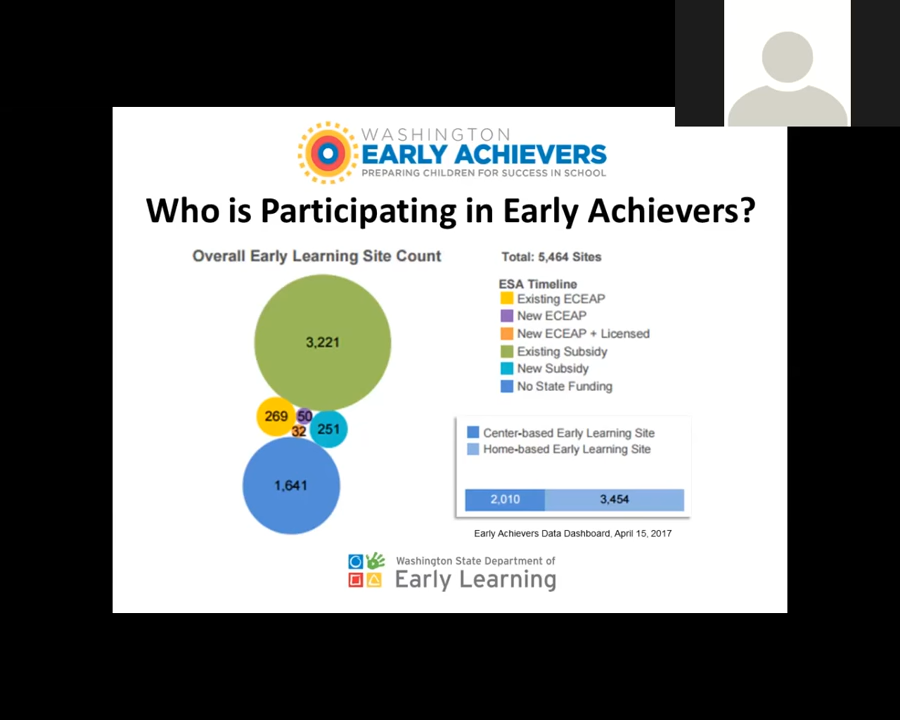 WASHINGTON
EARLY ACHIEVERS
PREPARING CHILDREN FOR SUCCESS IN SCHOOL
Who is Participating in Early Achievers?
Overall Early Learning Site Count
3,221
269
50
32
251
1,641
Total: 5,464 Sites
ESA Timeline
Existing ECEAP
New ECEAP
New ECEAP + Licensed
Existing Subsidy
New Subsidy
No State Funding
Center-based Early Learning Site
Home-based Early Learning Site
2,010 3,454
Early Achievers Data Dashboard, April 15, 2017
Washington State Department of
Early Learning